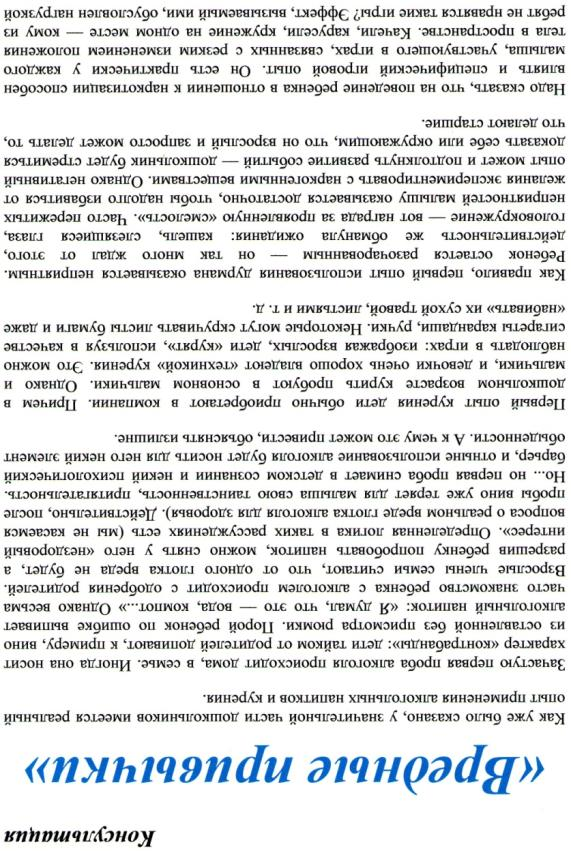 Консультация
«Вредные привычки»
Как уже было сказано, у значительной части дошкольников имеется реальный
опыт применения алкогольных напитков и курения.
Зачастую первая проба алкоголя происходит дома, в семье. Иногда она носит
характер «контрабанды»: дети тайком от родителей допивают, к примеру, вино
из оставленной без присмотра рюмки. Порой ребенок по ошибке выпивает
алкогольный напиток: «Я думал, что это — вода, компот...» Однако весьма
часто знакомство ребенка с алкоголем происходит с одобрения родителей.
Взрослые члены семьи считают, что от одного глотка вреда не будет, а
разрешив ребенку попробовать напиток, можно снять у него «нездоровый
интерес». Определенная логика в таких рассуждениях есть (мы не касаемся
вопроса о реальном вреде глотка алкоголя для здоровья). Действительно, после
пробы вино уже теряет для малыша свою таинственность, притягательность.
Но... но первая проба снимает в детском сознании и некий психологический
барьер, и отныне использование алкоголя будет носить для него некий элемент
обыденности. А к чему это может привести, объяснять излишне.
Первый опыт курения дети обычно приобретают в компании. Причем в
дошкольном возрасте курить пробуют в основном мальчики. Однако и
мальчики, и девочки очень хорошо владеют «техникой» курения. Это можно
наблюдать в играх: изображая взрослых, дети «курят», используя в качестве
сигареты карандаши, ручки. Некоторые могут скручивать листы бумаги и даже
«набивать» их сухой травой, листьями и т. д.
Как правило, первый опыт использования дурмана оказывается неприятным.
Ребенок остается разочарованным — он так много ждал от этого,
действительность же обманула ожидания: кашель, слезящиеся глаза,
головокружение — вот награда за проявленную «смелость». Часто пережитых
неприятностей малышу оказывается достаточно, чтобы надолго избавиться от
желания экспериментировать с наркогенными веществами. Однако негативный
опыт может и подтолкнуть развитие событий — дошкольник будет стремиться
доказать себе или окружающим, что он взрослый и запросто может делать то,
что делают старшие.
Надо сказать, что на поведение ребенка в отношении к наркотизации способен
влиять и специфический игровой опыт. Он есть практически у каждого
малыша, участвующего в играх, связанных с резким изменением положения
тела в пространстве. Качели, карусели, кружение на одном месте — кому из
ребят не нравятся такие игры? Эффект, вызываемый ими, обусловлен нагрузкой